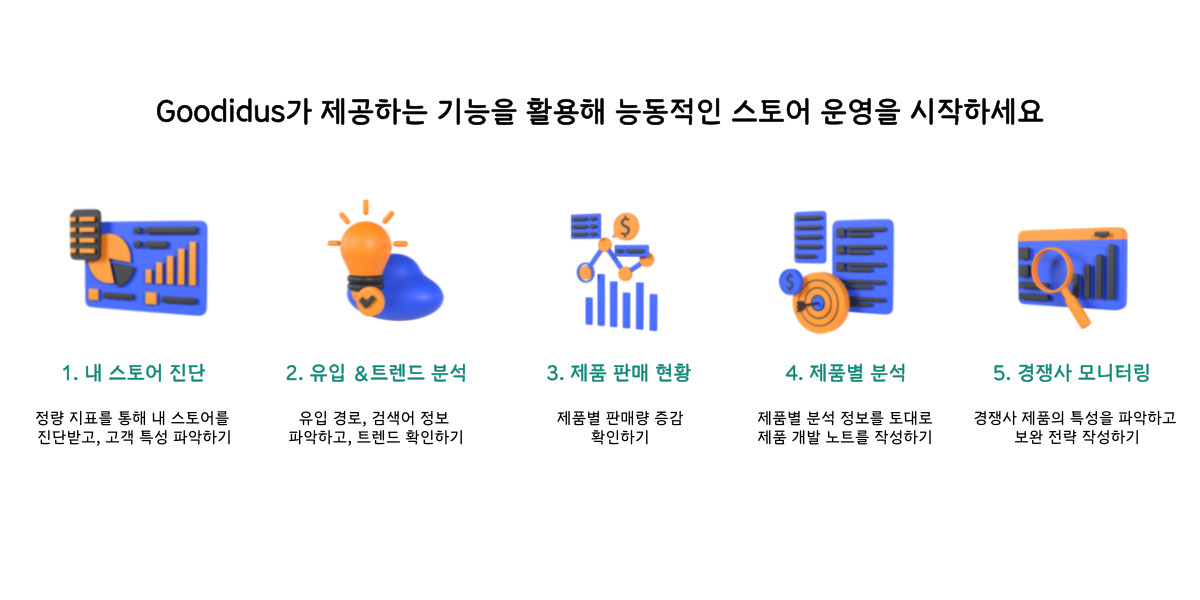 Goodidus가 제공하는 기능을 활용해 능동적인 스토어 운영을 시작하세요
$
$
1. 내 스토어 진단
정량 지표를 통해 내 스토어를
진단받고, 고객 특성 파악하기
2. 유입 &트렌드 분석
유입 경로, 검색어 정보
파악하고, 트렌드 확인하기
3. 제품 판매 현황
제품별 판매량 증감
확인하기
4. 제품별 분석
제품별 분석 정보를 토대로
제품 개발 노트를 작성하기
5. 경쟁사 모니터링
경쟁사 제품의 특성을 파악하고
보완 전략 작성하기